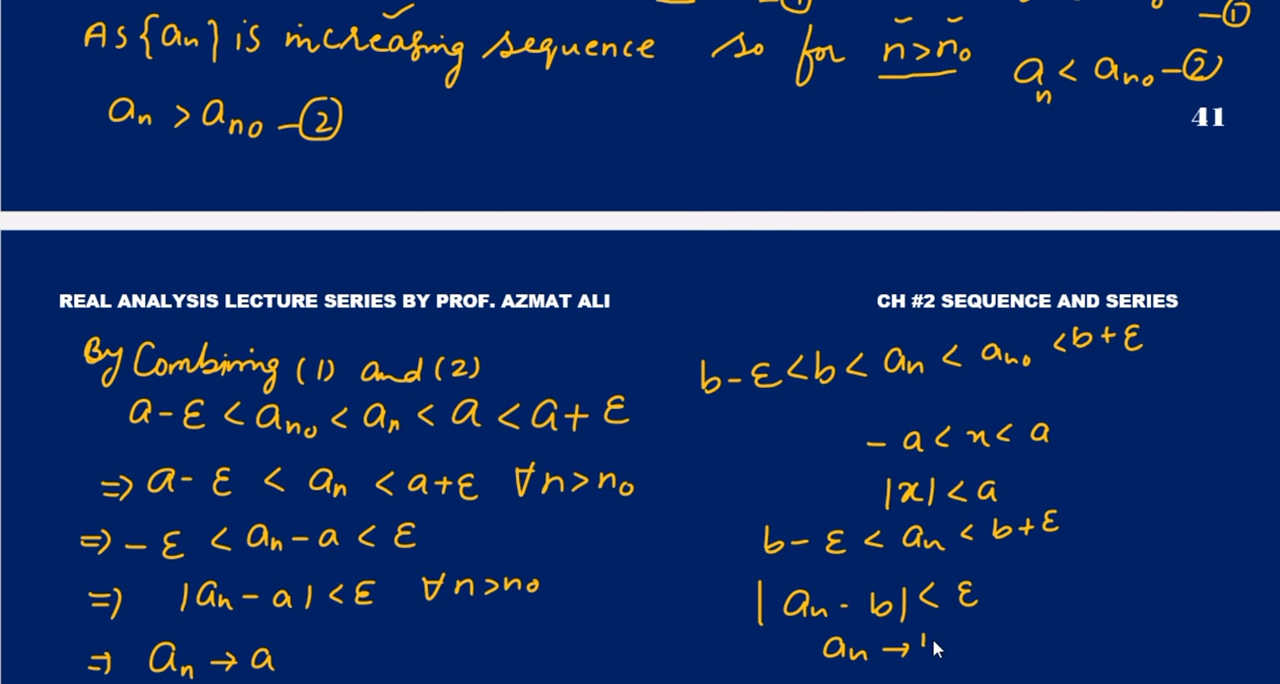 -①
As {an} is increasing sequence so for n > n₀
aₙ < aₙ₀ -②
aₙ > aₙ₀ -②
41
REAL ANALYSIS LECTURE SERIES BY PROF. AZMAT ALI
CH #2 SEQUENCE AND SERIES
By Combining (1) and (2)
a - ε < aₙ₀ < aₙ < a < a + ε
⇒ a - ε < aₙ < a + ε ∀ n > n₀
⇒ - ε < aₙ - a < ε
⇒ |aₙ - a| < ε ∀ n > n₀
⇒ aₙ → a
b - ε < b < aₙ < aₙ₀ < b + ε
- a < x < a
|x| < a
b - ε < aₙ < b + ε
|aₙ - b| < ε
aₙ →